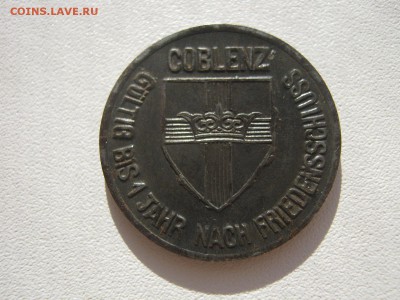 COINS.LAVE.RU
COBLENZ
GÜLTIG BIS 1 JAHR NACH FRIEDENSSCHLUSS